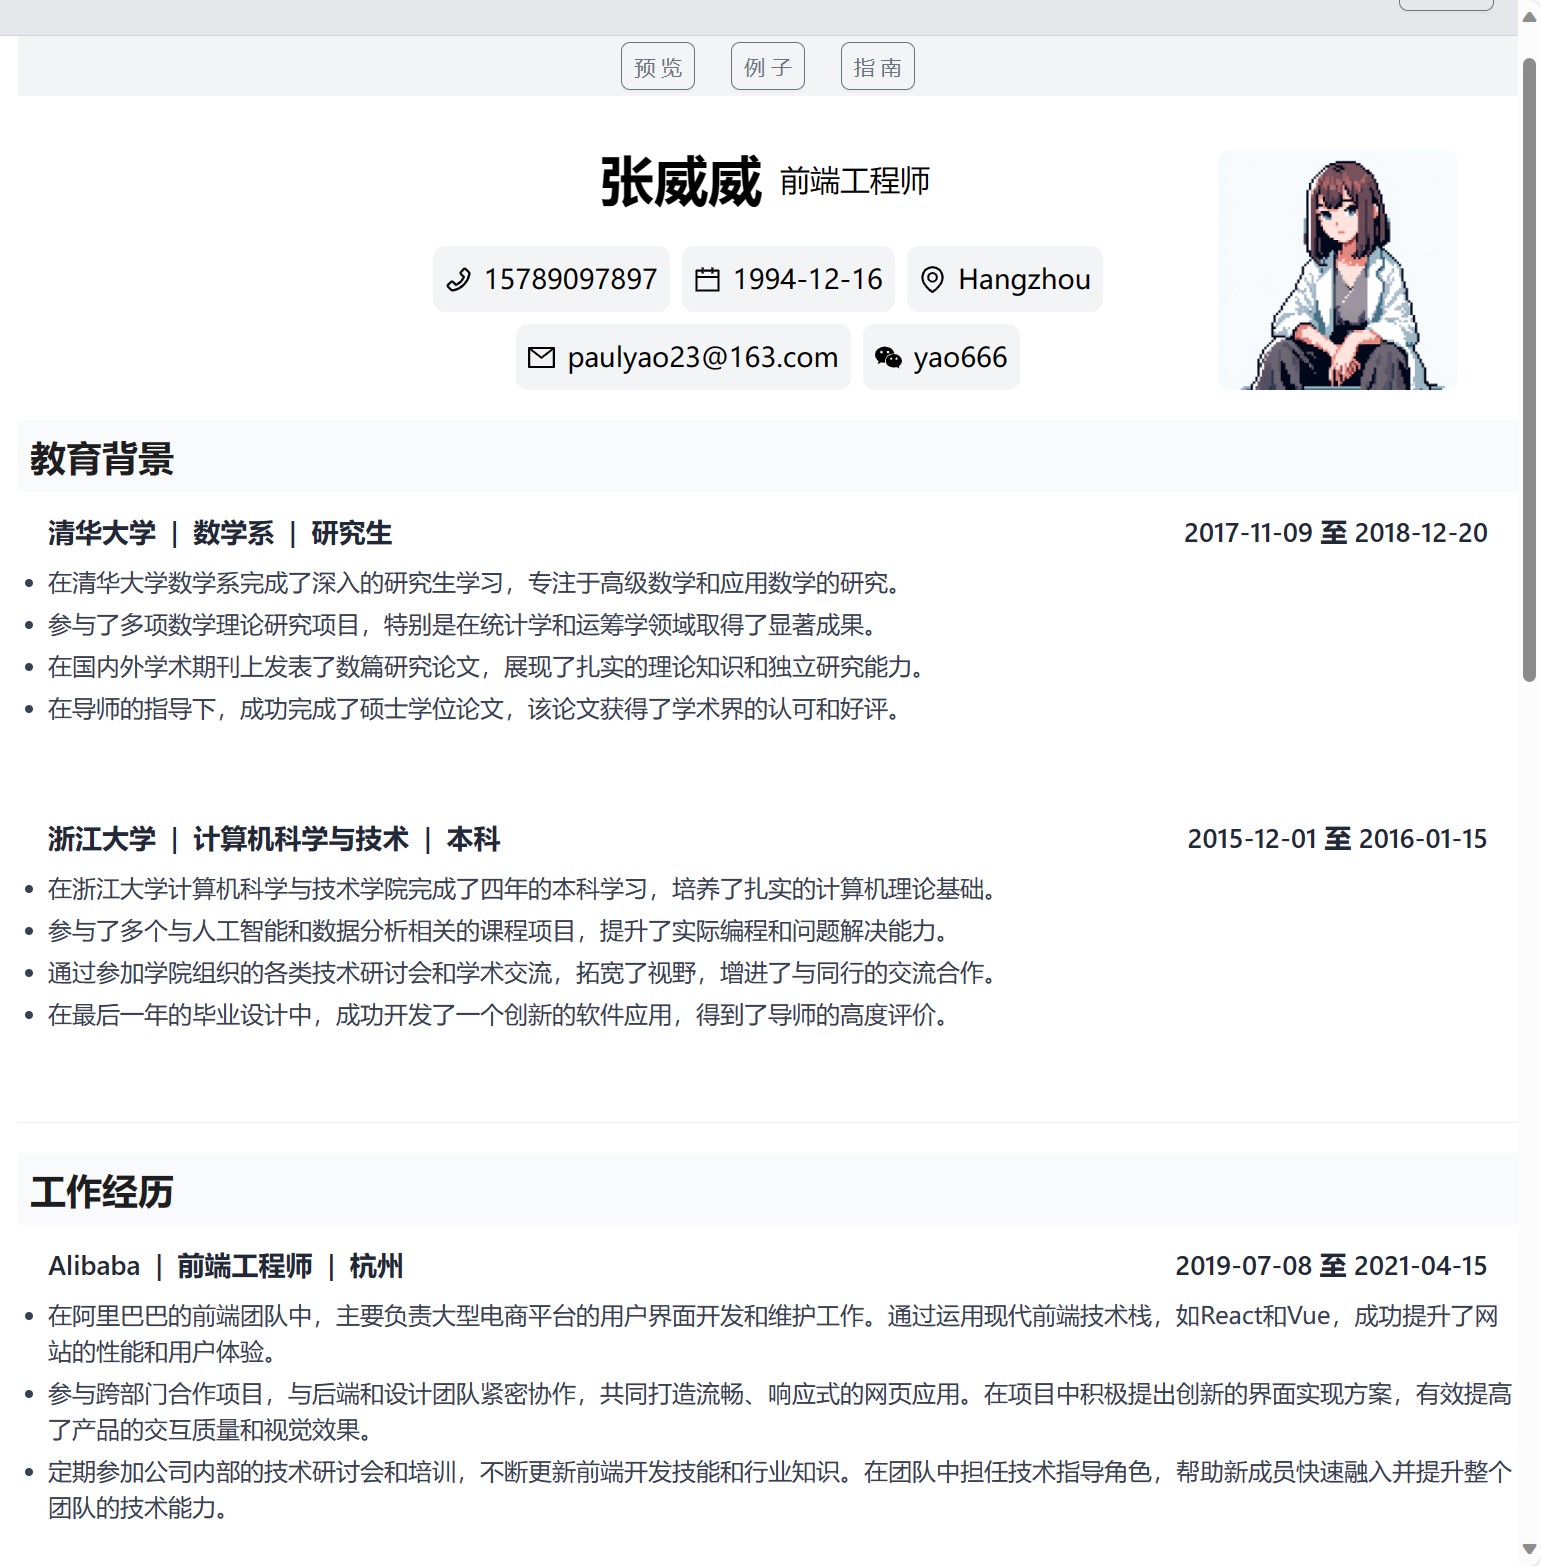 预览 例子 指南
张威威 前端工程师
15789097897 1994-12-16 Hangzhou
paulyao23@163.com yao666
教育背景
清华大学 | 数学系 | 研究生 2017-11-09 至 2018-12-20
• 在清华大学数学系完成了深入的研究生学习，专注于高级数学和应用数学的研究。
• 参与了多项数学理论研究项目，特别是在统计学和运筹学领域取得了显著成果。
• 在国内外学术期刊上发表了数篇研究论文，展现了扎实的理论知识和独立研究能力。
• 在导师的指导下，成功完成了硕士学位论文，该论文获得了学术界的认可和好评。
浙江大学 | 计算机科学与技术 | 本科 2015-12-01 至 2016-01-15
• 在浙江大学计算机科学与技术学院完成了四年的本科学习，培养了扎实的计算机理论基础。
• 参与了多个与人工智能和数据分析相关的课程项目，提升了实际编程和问题解决能力。
• 通过参加学院组织的各类技术研讨会和学术交流，拓宽了视野，增进了与同行的交流合作。
• 在最后一年的毕业设计中，成功开发了一个创新的软件应用，得到了导师的高度评价。
工作经历
Alibaba | 前端工程师 | 杭州 2019-07-08 至 2021-04-15
• 在阿里巴巴的前端团队中，主要负责大型电商平台的用户界面开发和维护工作。通过运用现代前端技术栈，如React和Vue，成功提升了网
站的性能和用户体验。
• 参与跨部门合作项目，与后端和设计团队紧密协作，共同打造流畅、响应式的网页应用。在项目中积极提出创新的界面实现方案，有效提高
了产品的交互质量和视觉效果。
• 定期参加公司内部的技术研讨会和培训，不断更新前端开发技能和行业知识。在团队中担任技术指导角色，帮助新成员快速融入并提升整个
团队的技术能力。